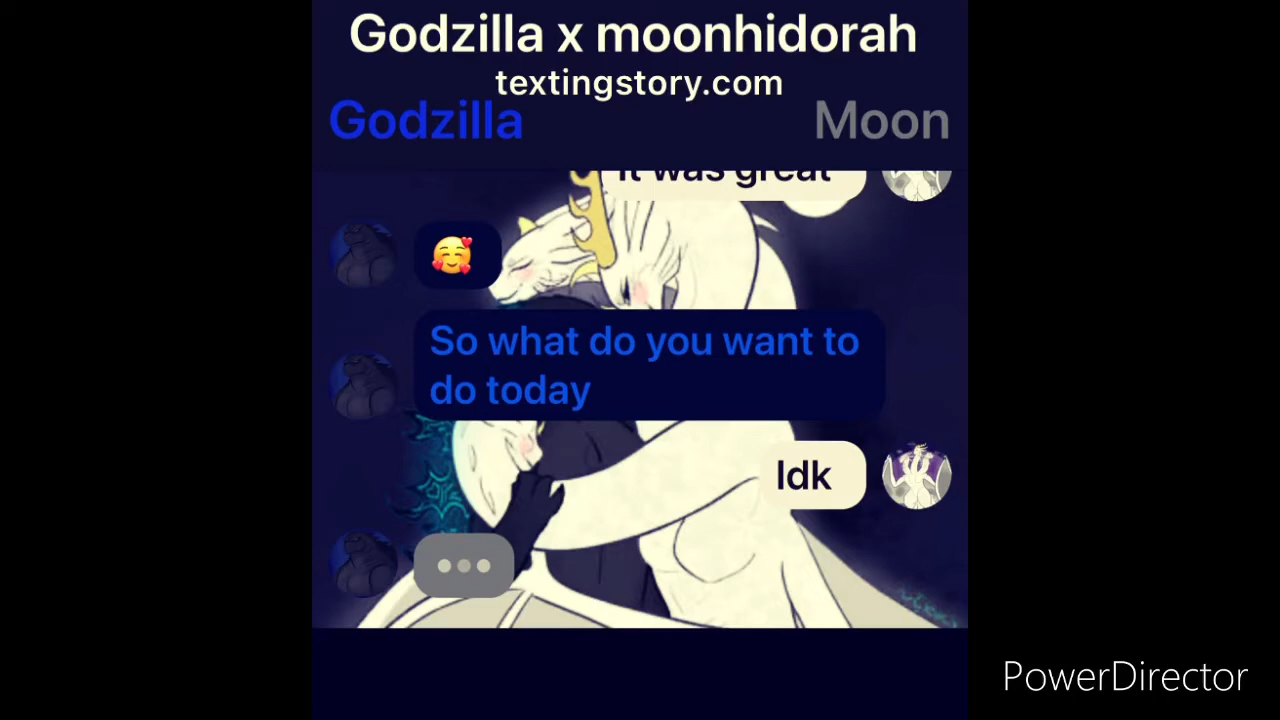 Godzilla x moonhidorah
textingstory.com
Godzilla
Moon
It was great
So what do you want to
do today
Idk
PowerDirector